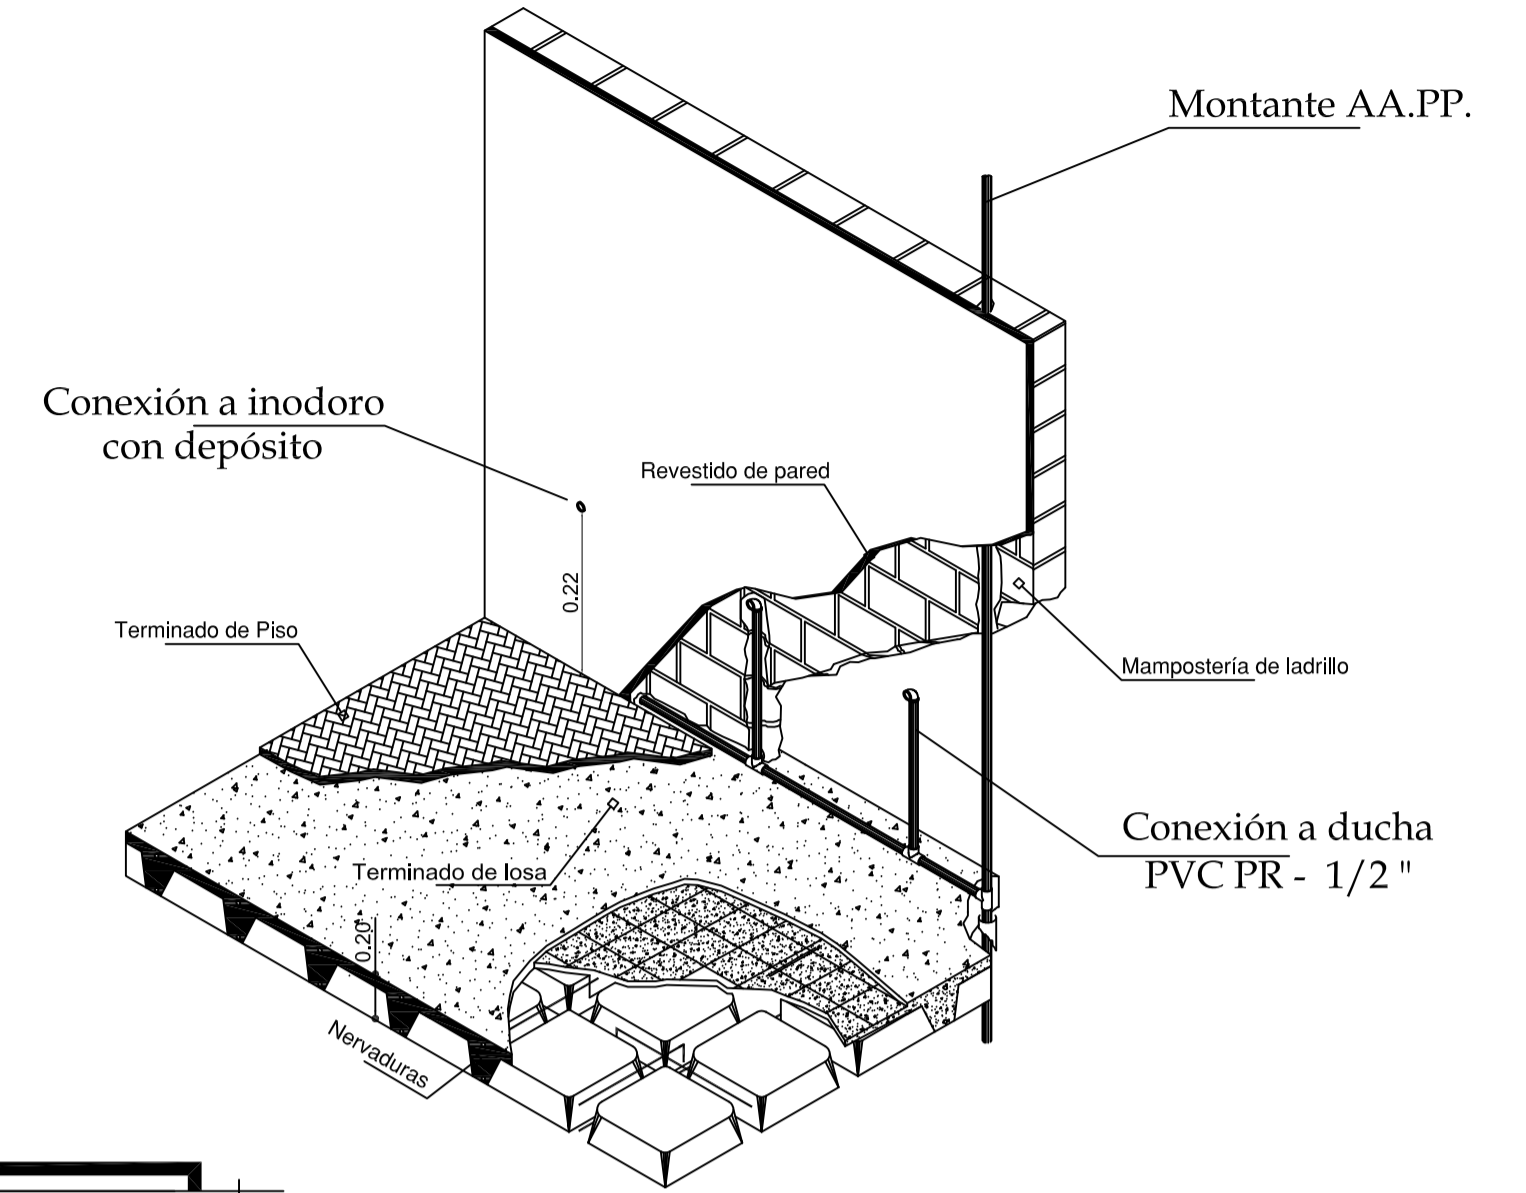 Montante AA.PP.
Conexión a inodoro
con depósito
Revestido de pared
0.22
Terminado de Piso
Mampostería de ladrillo
Conexión a ducha
PVC PR - 1/2 "
Terminado de losa
0.20
Nervaduras